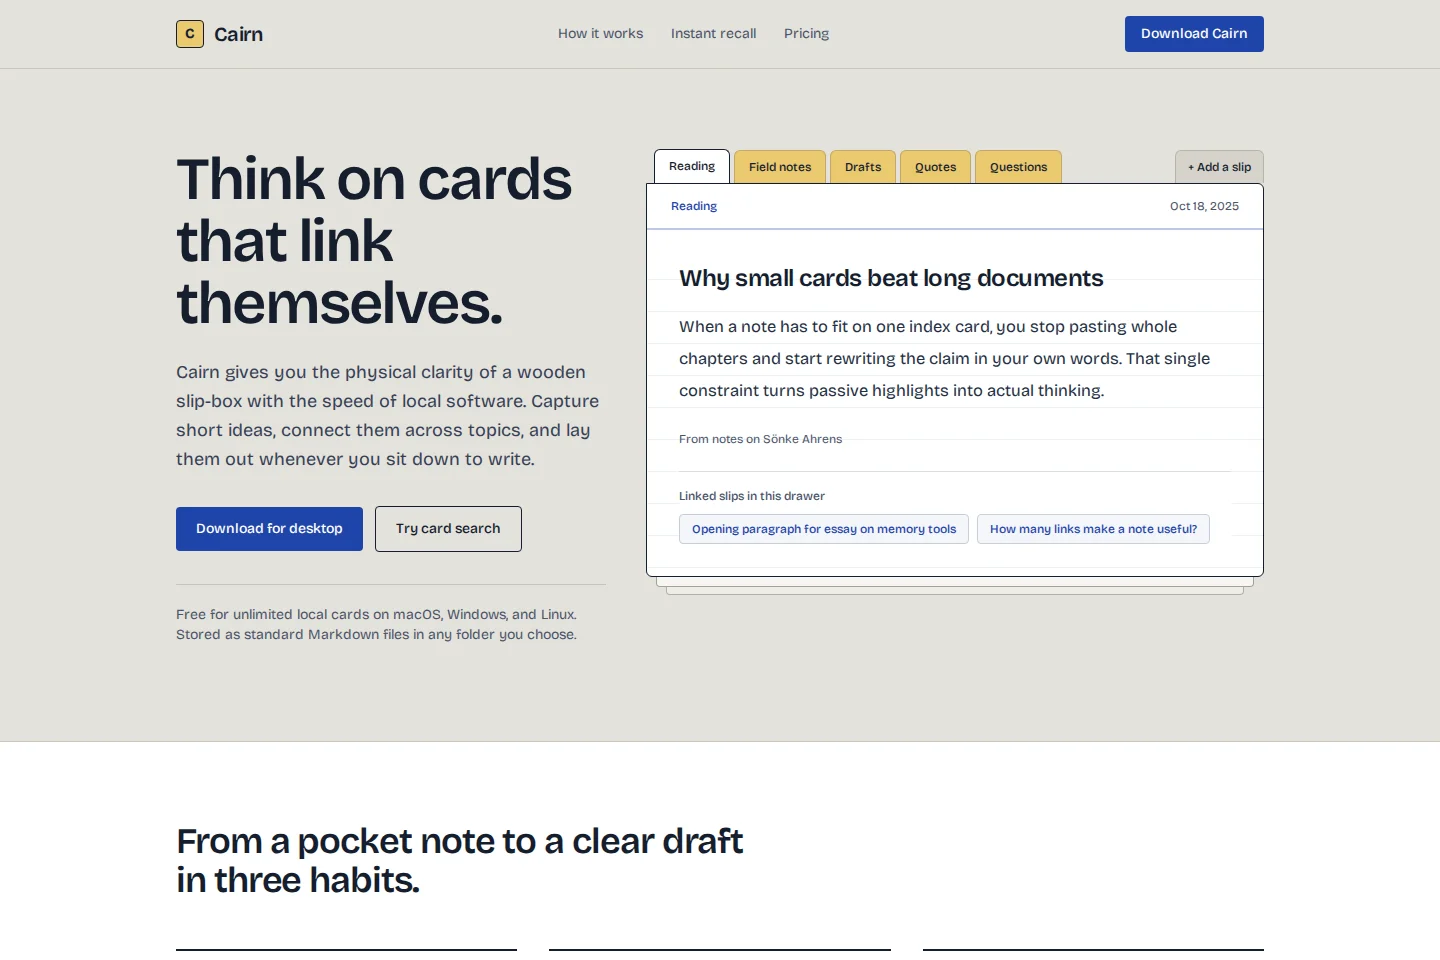 C Cairn
How it works Instant recall Pricing
Download Cairn
Think on cards
that link
themselves.
Cairn gives you the physical clarity of a wooden
slip-box with the speed of local software. Capture
short ideas, connect them across topics, and lay
them out whenever you sit down to write.
Download for desktop Try card search
Free for unlimited local cards on macOS, Windows, and Linux.
Stored as standard Markdown files in any folder you choose.
Reading Field notes Drafts Quotes Questions + Add a slip
Reading Oct 18, 2025
Why small cards beat long documents
When a note has to fit on one index card, you stop pasting whole
chapters and start rewriting the claim in your own words. That single
constraint turns passive highlights into actual thinking.
From notes on Sönke Ahrens
Linked slips in this drawer
Opening paragraph for essay on memory tools How many links make a note useful?
From a pocket note to a clear draft
in three habits.